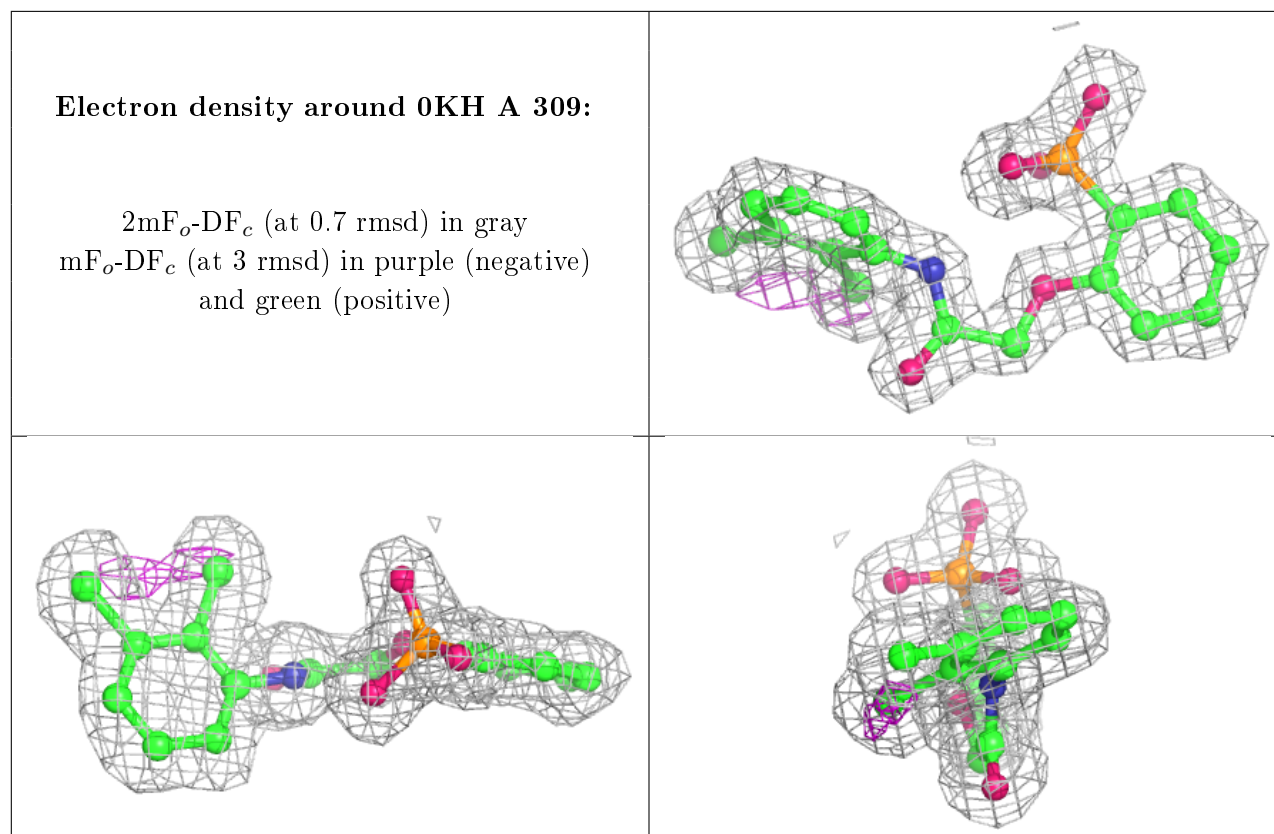 Electron density around 0KH A 309:
2mFo-DFc (at 0.7 rmsd) in gray
mFo-DFc (at 3 rmsd) in purple (negative)
and green (positive)